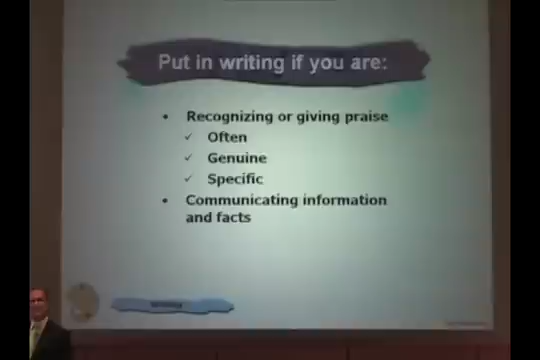 Put in writing if you are:
• Recognizing or giving praise
✓ Often
✓ Genuine
✓ Specific
• Communicating information
and facts